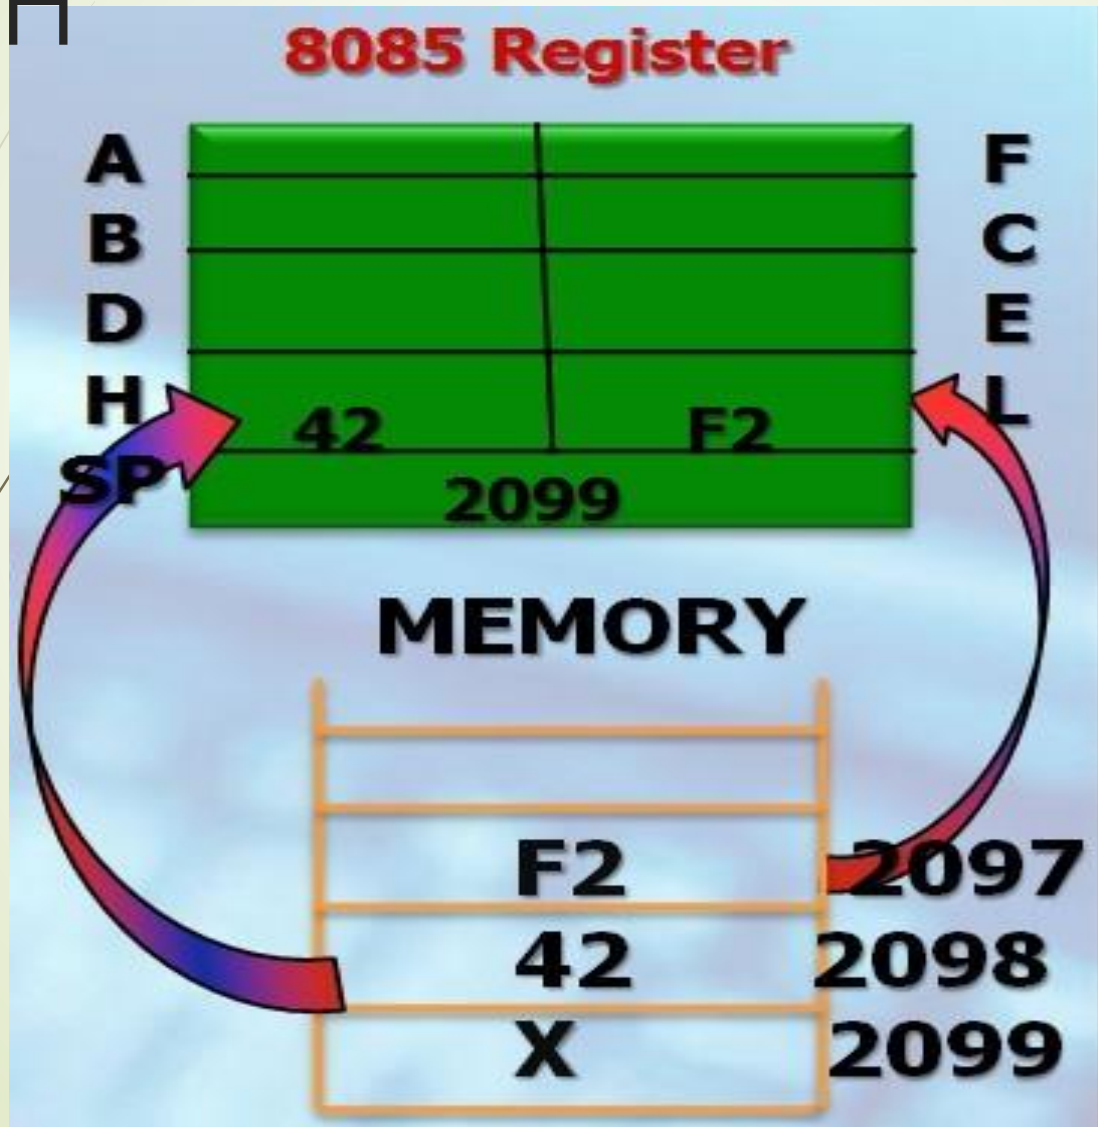 8085 Register
A F
B C
D E
H 42 F2 L
SP 2099
MEMORY
F2 2097
42 2098
X 2099